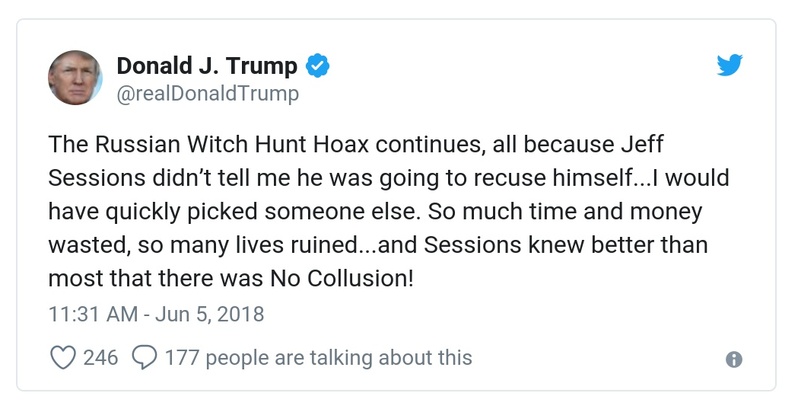 Donald J. Trump
@realDonaldTrump
The Russian Witch Hunt Hoax continues, all because Jeff
Sessions didn’t tell me he was going to recuse himself...I would
have quickly picked someone else. So much time and money
wasted, so many lives ruined...and Sessions knew better than
most that there was No Collusion!
11:31 AM - Jun 5, 2018
246 177 people are talking about this